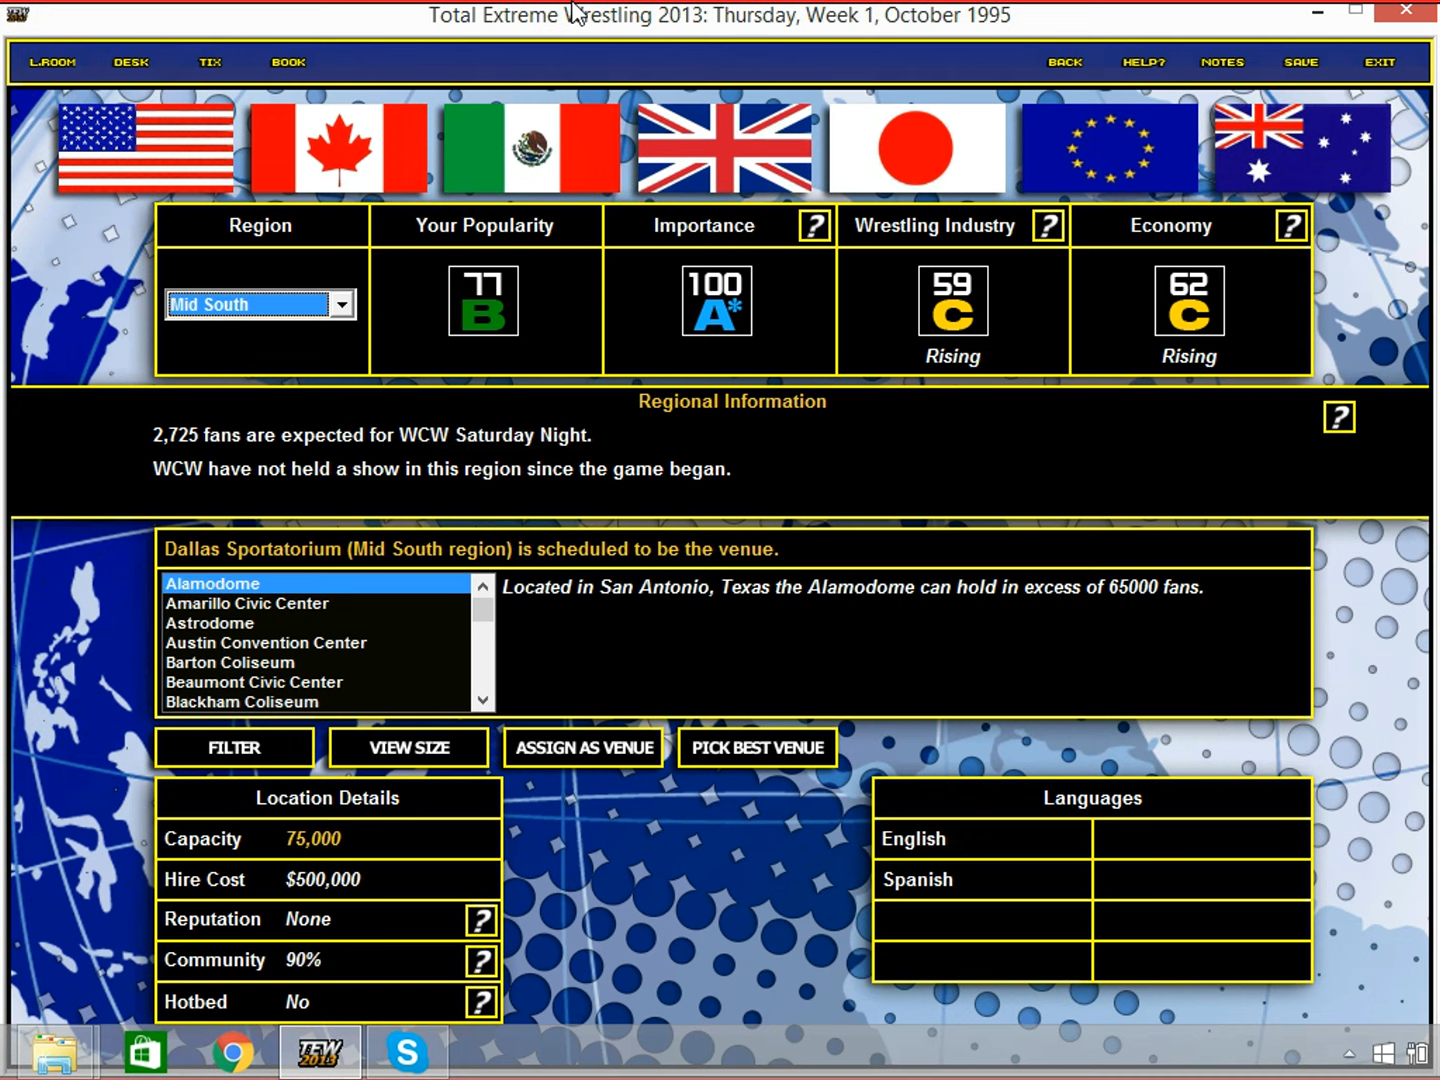 Total Extreme Wrestling 2013: Thursday, Week 1, October 1995
L.ROOM DESK TIX BOOK BACK HELP? NOTES SAVE EXIT
Region Your Popularity Importance ? Wrestling Industry ? Economy ?
Mid South
77 100 59 62
B A* C C
Rising Rising
Regional Information
?
2,725 fans are expected for WCW Saturday Night.
WCW have not held a show in this region since the game began.
Dallas Sportatorium (Mid South region) is scheduled to be the venue.
Alamodome
Amarillo Civic Center
Astrodome
Austin Convention Center
Barton Coliseum
Beaumont Civic Center
Blackham Coliseum
Located in San Antonio, Texas the Alamodome can hold in excess of 65000 fans.
FILTER VIEW SIZE ASSIGN AS VENUE PICK BEST VENUE
Location Details
Capacity 75,000
Hire Cost $500,000
Reputation None ?
Community 90% ?
Hotbed No ?
Languages
English
Spanish
TEW
2013
S